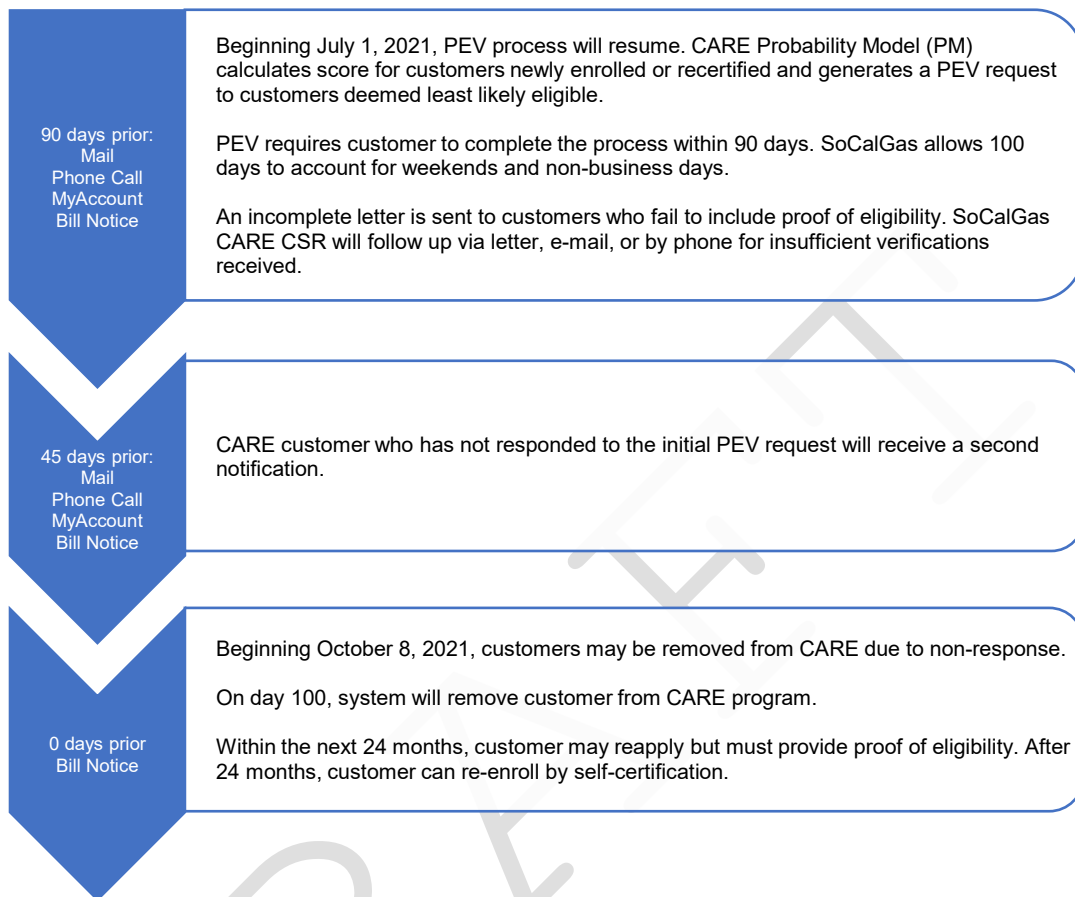 90 days prior:
Mail
Phone Call
MyAccount
Bill Notice
Beginning July 1, 2021, PEV process will resume. CARE Probability Model (PM)
calculates score for customers newly enrolled or recertified and generates a PEV request
to customers deemed least likely eligible.
PEV requires customer to complete the process within 90 days. SoCalGas allows 100
days to account for weekends and non-business days.
An incomplete letter is sent to customers who fail to include proof of eligibility. SoCalGas
CARE CSR will follow up via letter, e-mail, or by phone for insufficient verifications
received.
45 days prior:
Mail
Phone Call
MyAccount
Bill Notice
CARE customer who has not responded to the initial PEV request will receive a second
notification.
0 days prior
Bill Notice
Beginning October 8, 2021, customers may be removed from CARE due to non-response.
On day 100, system will remove customer from CARE program.
Within the next 24 months, customer may reapply but must provide proof of eligibility. After
24 months, customer can re-enroll by self-certification.